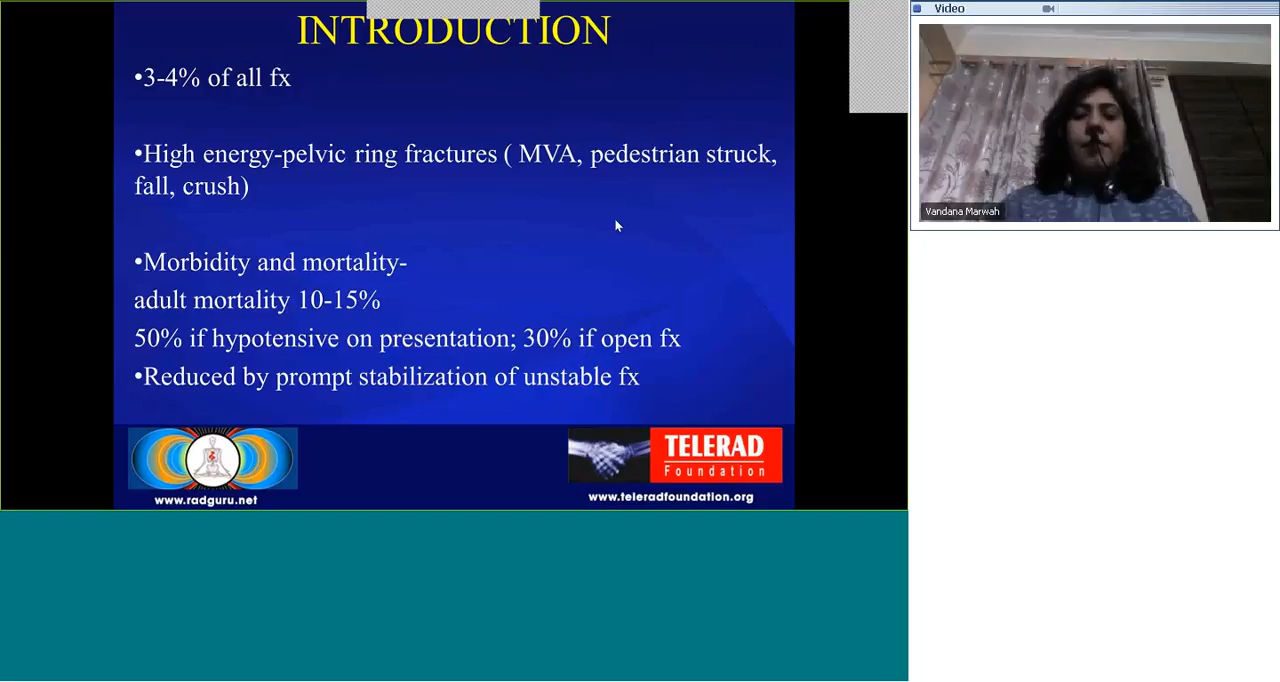 INTRODUCTION
•3-4% of all fx
•High energy-pelvic ring fractures ( MVA, pedestrian struck,
fall, crush)
•Morbidity and mortality-
adult mortality 10-15%
50% if hypotensive on presentation; 30% if open fx
•Reduced by prompt stabilization of unstable fx
www.radguru.net
TELERAD
Foundation
www.teleradfoundation.org
Video
Vandana Marwah